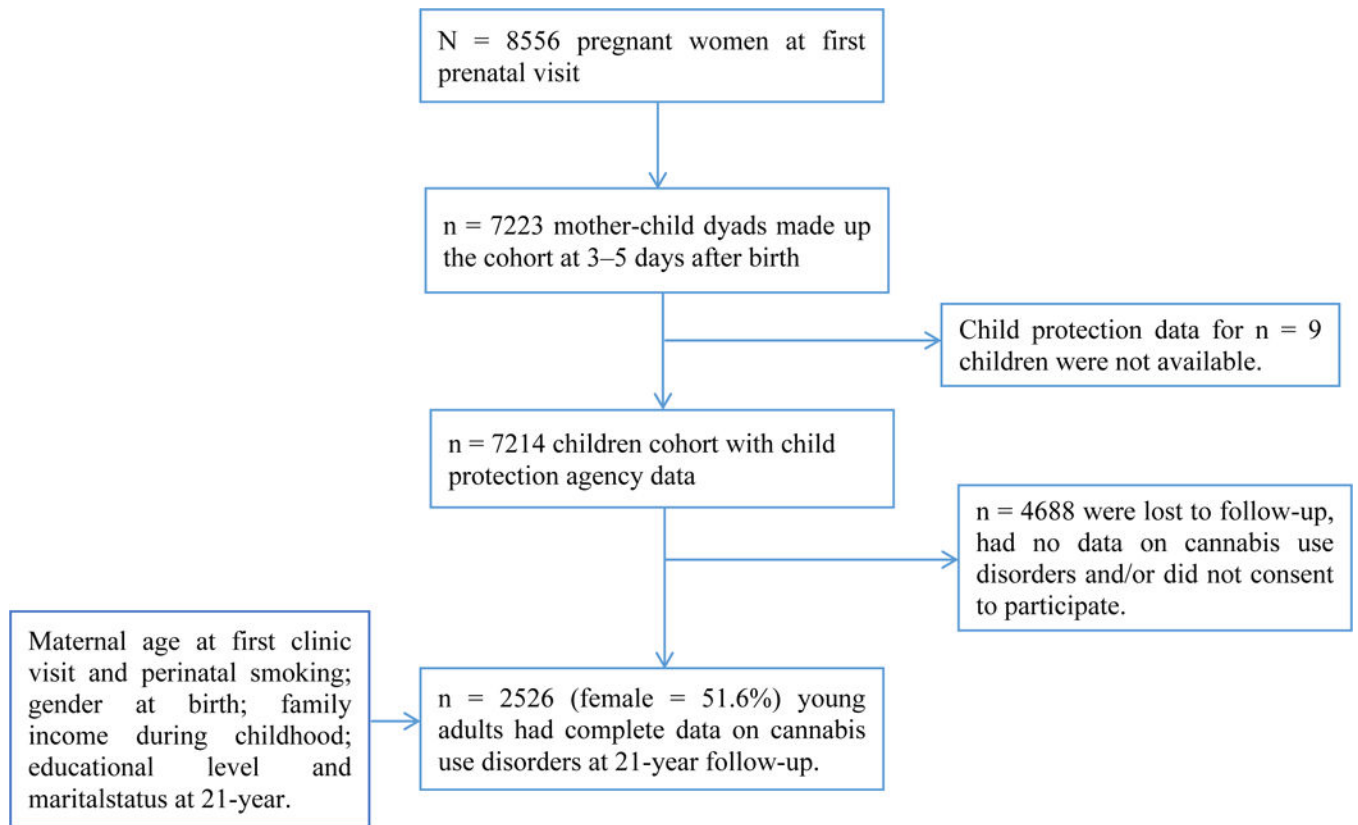 N = 8556 pregnant women at first
prenatal visit
n = 7223 mother-child dyads made up
the cohort at 3–5 days after birth
Child protection data for n = 9
children were not available.
n = 7214 children cohort with child
protection agency data
n = 4688 were lost to follow-up,
had no data on cannabis use
disorders and/or did not consent
to participate.
Maternal age at first clinic
visit and perinatal smoking;
gender at birth; family
income during childhood;
educational level and
maritalstatus at 21-year.
n = 2526 (female = 51.6%) young
adults had complete data on cannabis
use disorders at 21-year follow-up.